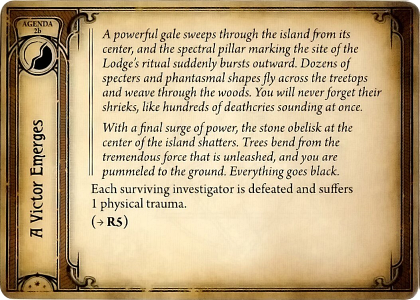 AGENDA
2b
A Victor Emerges
A powerful gale sweeps through the island from its
center, and the spectral pillar marking the site of the
Lodge's ritual suddenly bursts outward. Dozens of
specters and phantasmal shapes fly across the treetops
and weave through the woods. You will never forget their
shrieks, like hundreds of deathcries sounding at once.
With a final surge of power, the stone obelisk at the
center of the island shatters. Trees bend from the
tremendous force that is unleashed, and you are
pummeled to the ground. Everything goes black.
Each surviving investigator is defeated and suffers
1 physical trauma.
(→ R5)